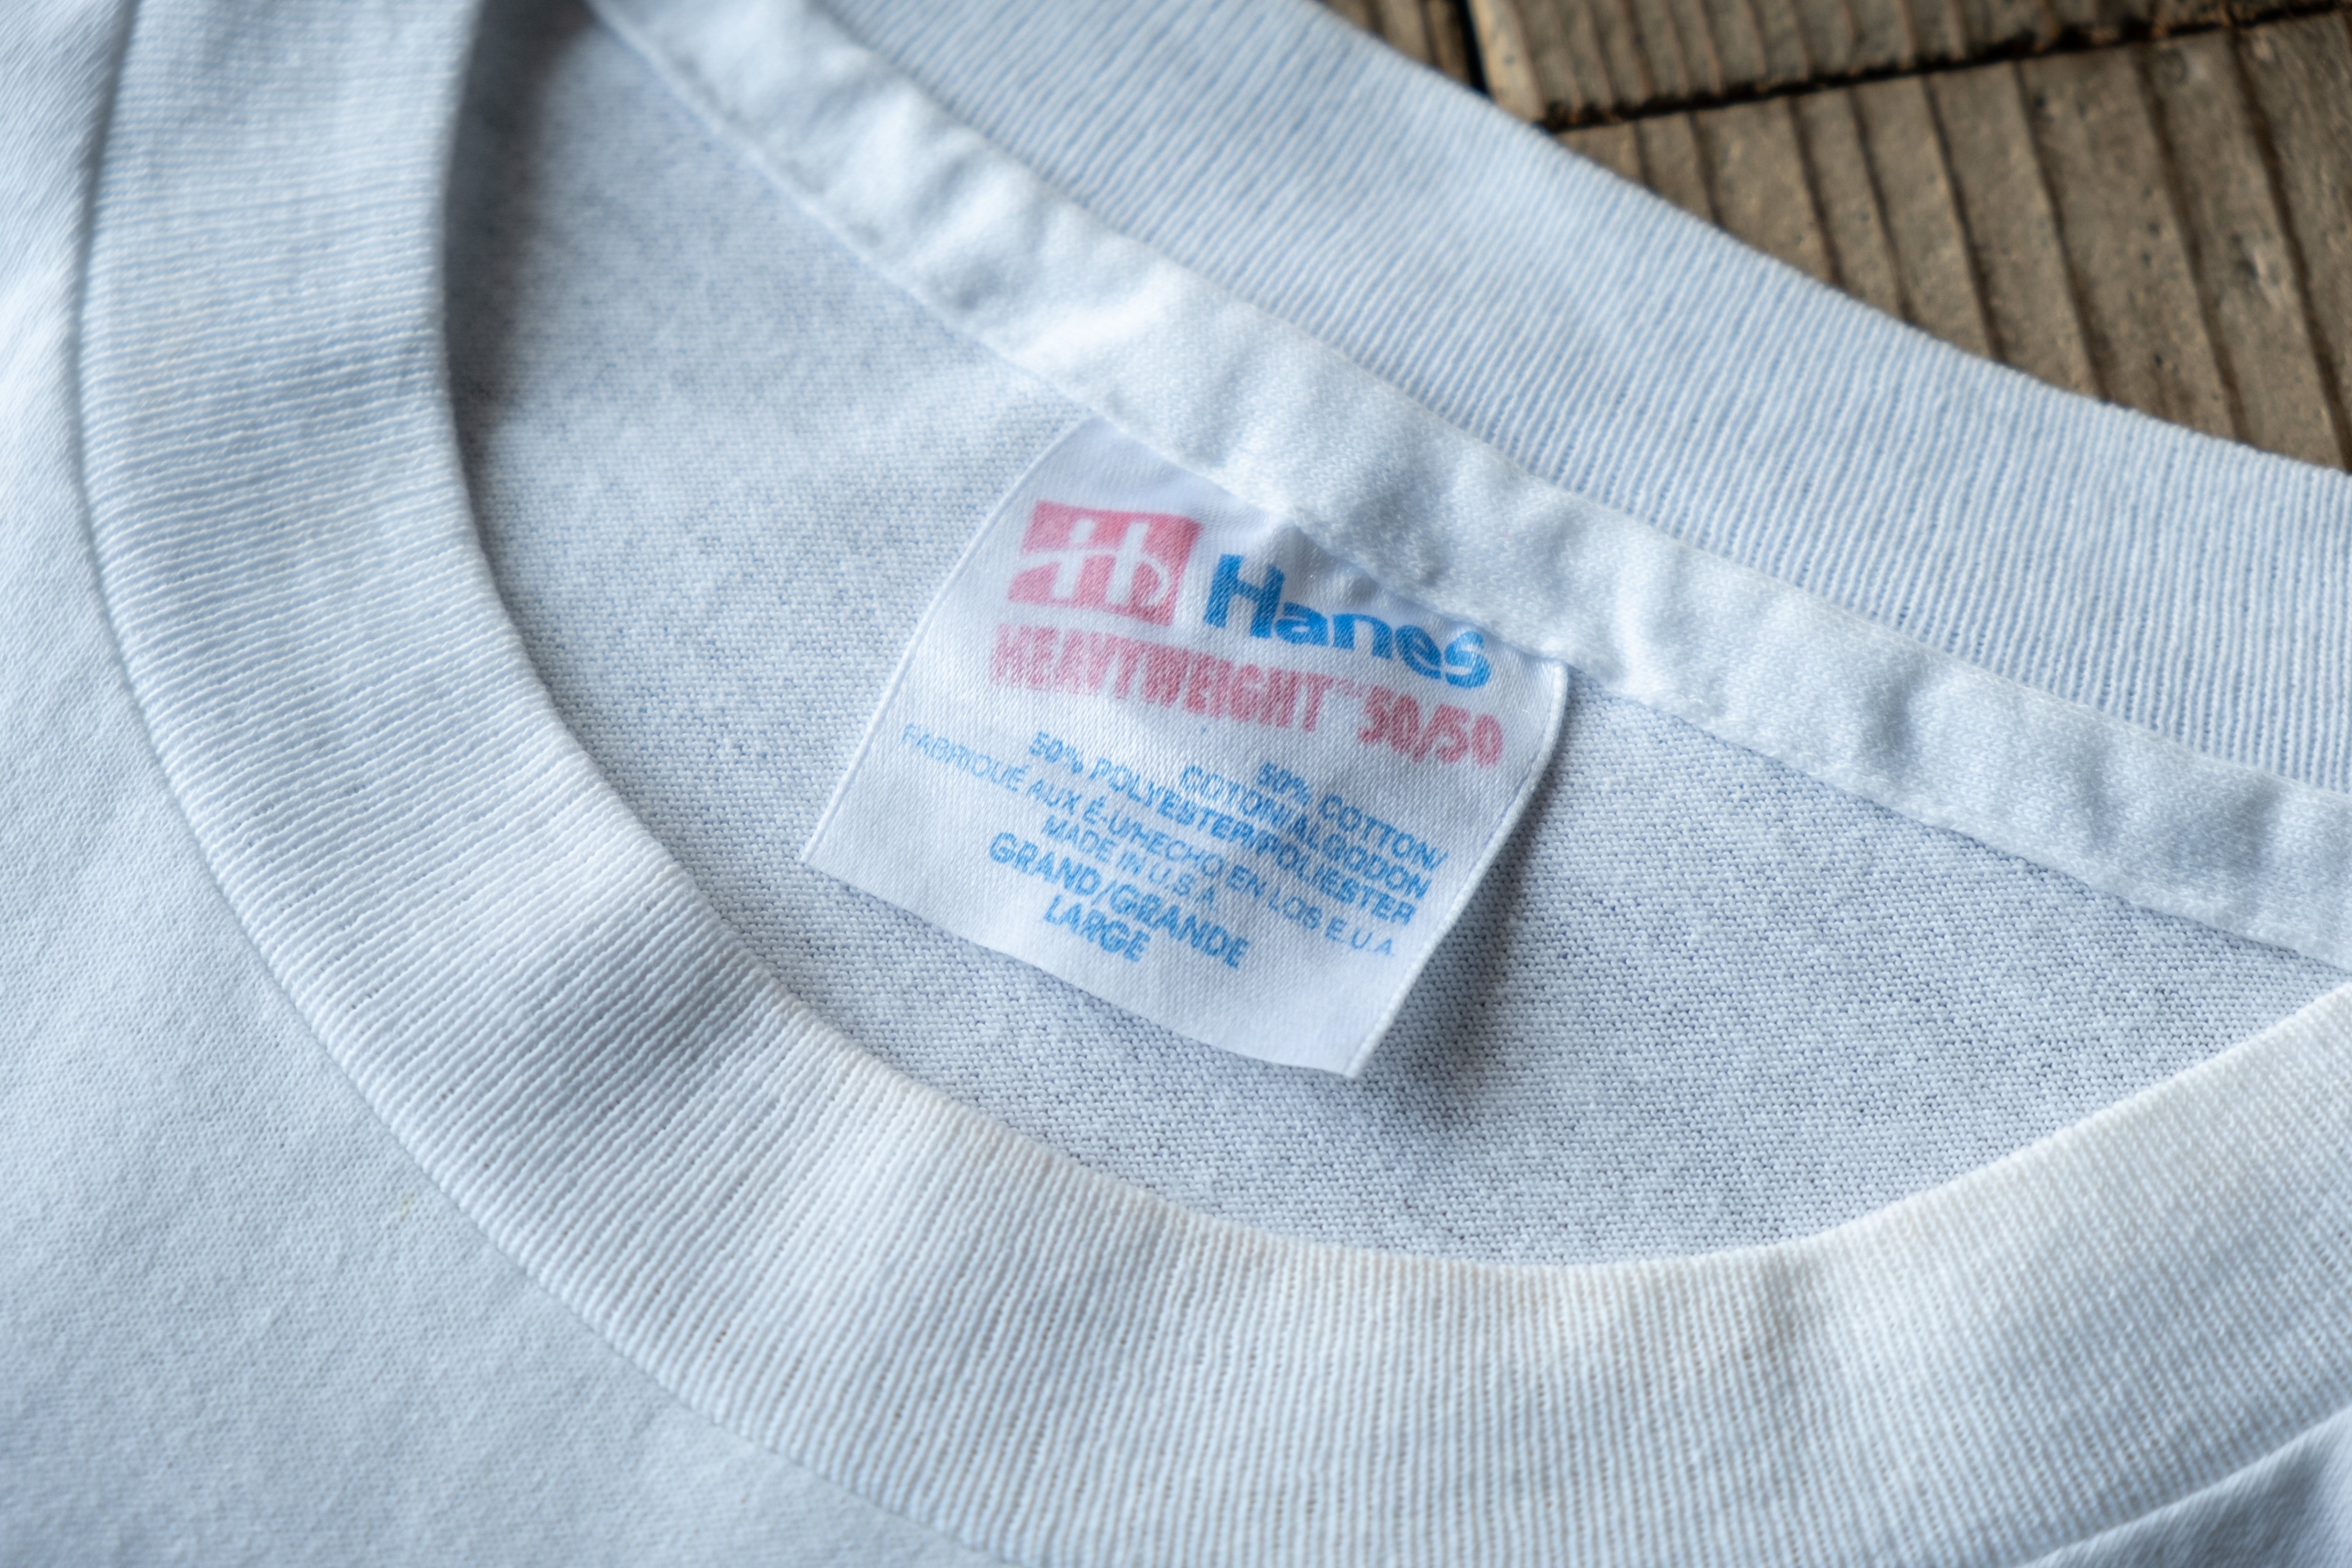 Hanes
HEAVYWEIGHT™ 50/50
50% COTTON/
COTON/ALGODON
50% POLYESTER/POLIESTER
FABRIQUÉ AUX É-U/HECHO EN LOS E.U.A.
MADE IN U.S.A.
GRAND/GRANDE
LARGE